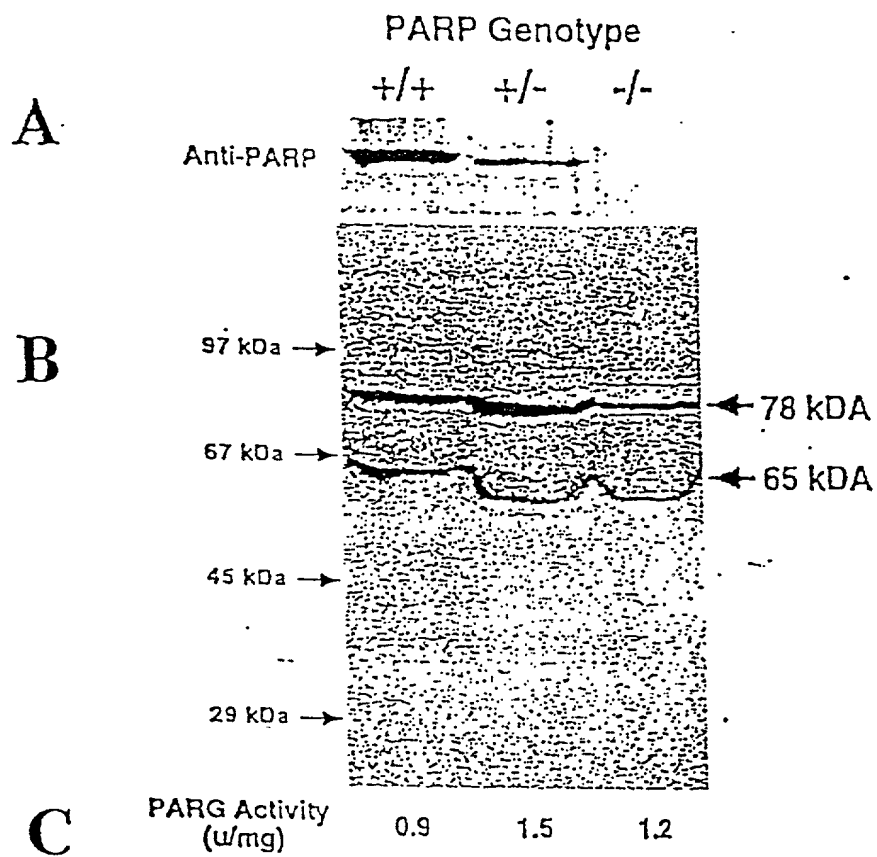 PARP Genotype
+/+ +/- -/-
A
Anti-PARP
B
97 kDa
78 kDA
67 kDa
65 kDA
45 kDa
29 kDa
C
PARG Activity
(u/mg)
0.9 1.5 1.2